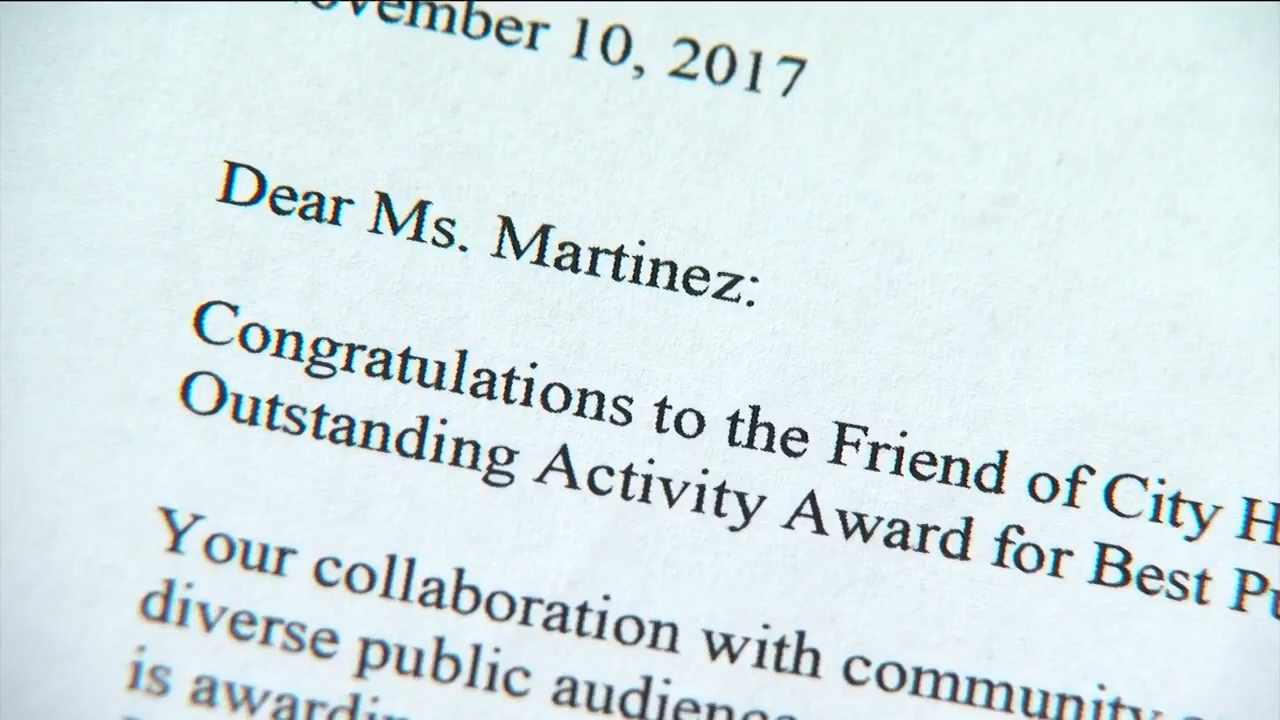 10, 2017
Dear Ms. Martinez:
Congratulations to the Friend of City
Outstanding Activity Award for Best
Your collaboration with community
diverse public
is